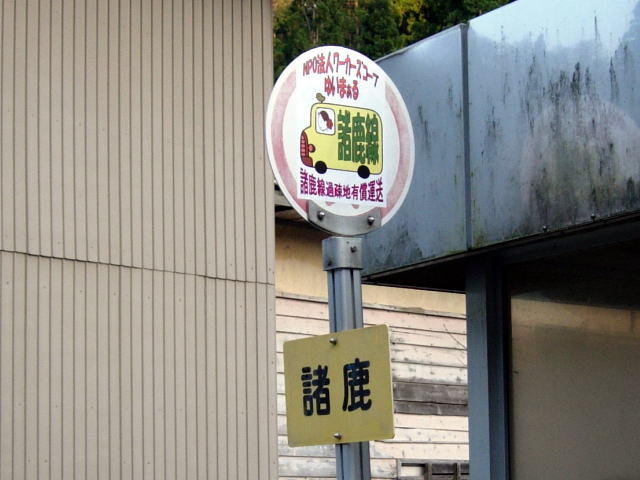 NPO法人ワーカーズコープ
ゆいまぁる
諸鹿線
諸鹿線過疎地有償運送
諸鹿